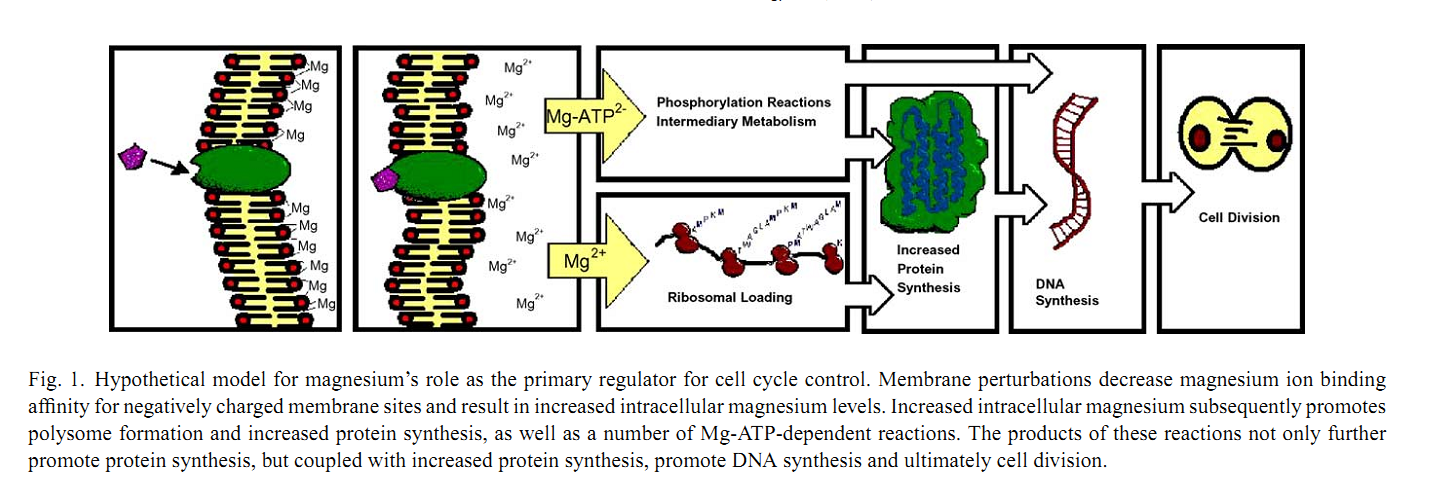 Mg
Mg
Mg
Mg
Mg
Mg
Mg
Mg
Mg
Mg
Mg²⁺
Mg²⁺
Mg²⁺
Mg²⁺
Mg²⁺
Mg²⁺
Mg²⁺
Mg²⁺
Mg-ATP²⁻
Mg²⁺
Phosphorylation Reactions
Intermediary Metabolism
Ribosomal Loading
Increased
Protein
Synthesis
DNA
Synthesis
Cell Division
Fig. 1. Hypothetical model for magnesium’s role as the primary regulator for cell cycle control. Membrane perturbations decrease magnesium ion binding
affinity for negatively charged membrane sites and result in increased intracellular magnesium levels. Increased intracellular magnesium subsequently promotes
polysome formation and increased protein synthesis, as well as a number of Mg-ATP-dependent reactions. The products of these reactions not only further
promote protein synthesis, but coupled with increased protein synthesis, promote DNA synthesis and ultimately cell division.